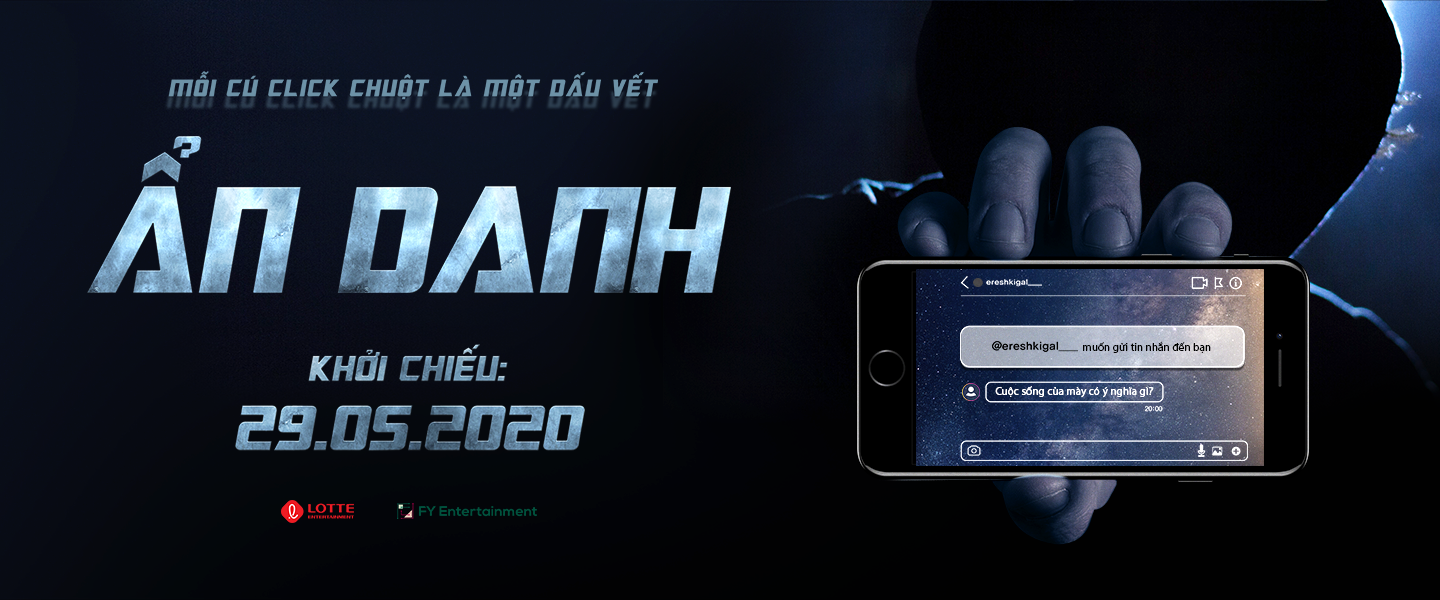 MỖI CÚ CLICK CHUỘT LÀ MỘT DẤU VẾT
ẨN DANH
KHỞI CHIẾU:
29.05.2020
LOTTE
ENTERTAINMENT
FY Entertainment
ereshkigal___
@ereshkigal___ muốn gửi tin nhắn đến bạn
Cuộc sống của mày có ý nghĩa gì?
20:00